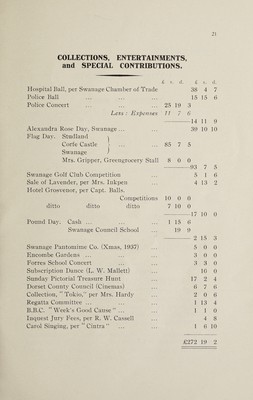 21
COLLECTIONS, ENTERTAINMENTS,
and SPECIAL CONTRIBUTIONS.
£ s. d. £ s. d.
Hospital Ball, per Swanage Chamber of Trade 38 4 7
Police Ball ... ... ... 15 15 6
Police Concert ... ... ... 25 19 3
Less : Expenses 11 7 6
14 11 9
Alexandra Rose Day, Swanage ... ... 39 10 10
Flag Day. Studland
Corfe Castle } ... ... 85 7 5
Swanage
Mrs. Gripper, Greengrocery Stall 8 0 0
93 7 5
Swanage Golf Club Competition ... 5 1 6
Sale of Lavender, per Mrs. Inkpen ... 4 13 2
Hotel Grosvenor, per Capt. Balls.
Competitions 10 0 0
ditto ditto ditto 7 10 0
17 10 0
Pound Day. Cash ... ... ... 1 15 6
Swanage Council School 19 9
2 15 3
Swanage Pantomime Co. (Xmas, 1937) 5 0 0
Encombe Gardens ... ... ... 3 0 0
Forres School Concert ... ... 3 3 0
Subscription Dance (L. W. Mallett) ... 16 0
Sunday Pictorial Treasure Hunt ... 17 2 4
Dorset County Council (Cinemas) ... 6 7 6
Collection, "Tokio," per Mrs. Hardy ... 2 0 6
Regatta Committee ... ... ... 1 13 4
B.B.C. "Week's Good Cause" ... ... 1 1 0
Inquest Jury Fees, per R. W. Cassell ... 4 8
Carol Singing, per "Cintra" ... ... 1 6 10
£272 19 2